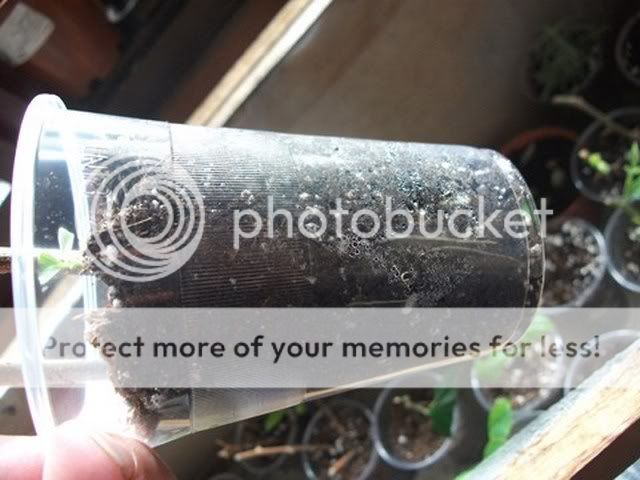 photobucket
Protect more of your memories for less!